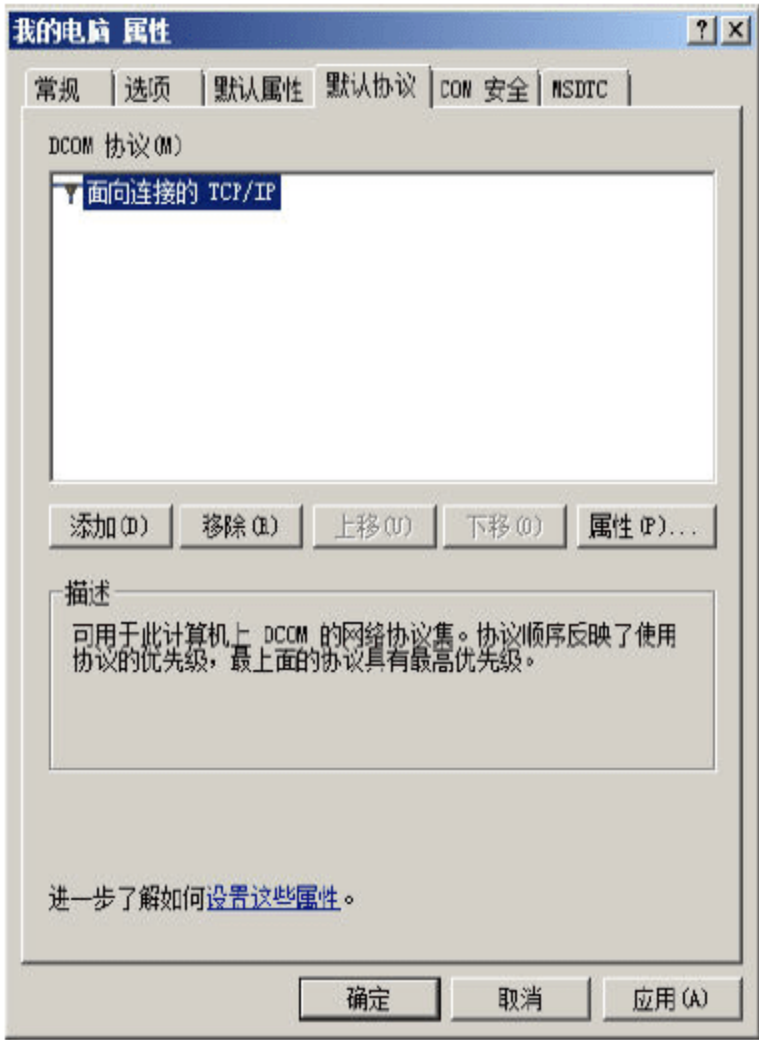 我的电脑 属性
常规 选项 默认属性 默认协议 COM 安全 MSDTC
DCOM 协议(M)
面向连接的 TCP/IP
添加(D) 移除(R) 上移(U) 下移(O) 属性(P)...
描述
可用于此计算机上 DCOM 的网络协议集。协议顺序反映了使用
协议的优先级，最上面的协议具有最高优先级。
进一步了解如何设置这些属性。
确定 取消 应用(A)